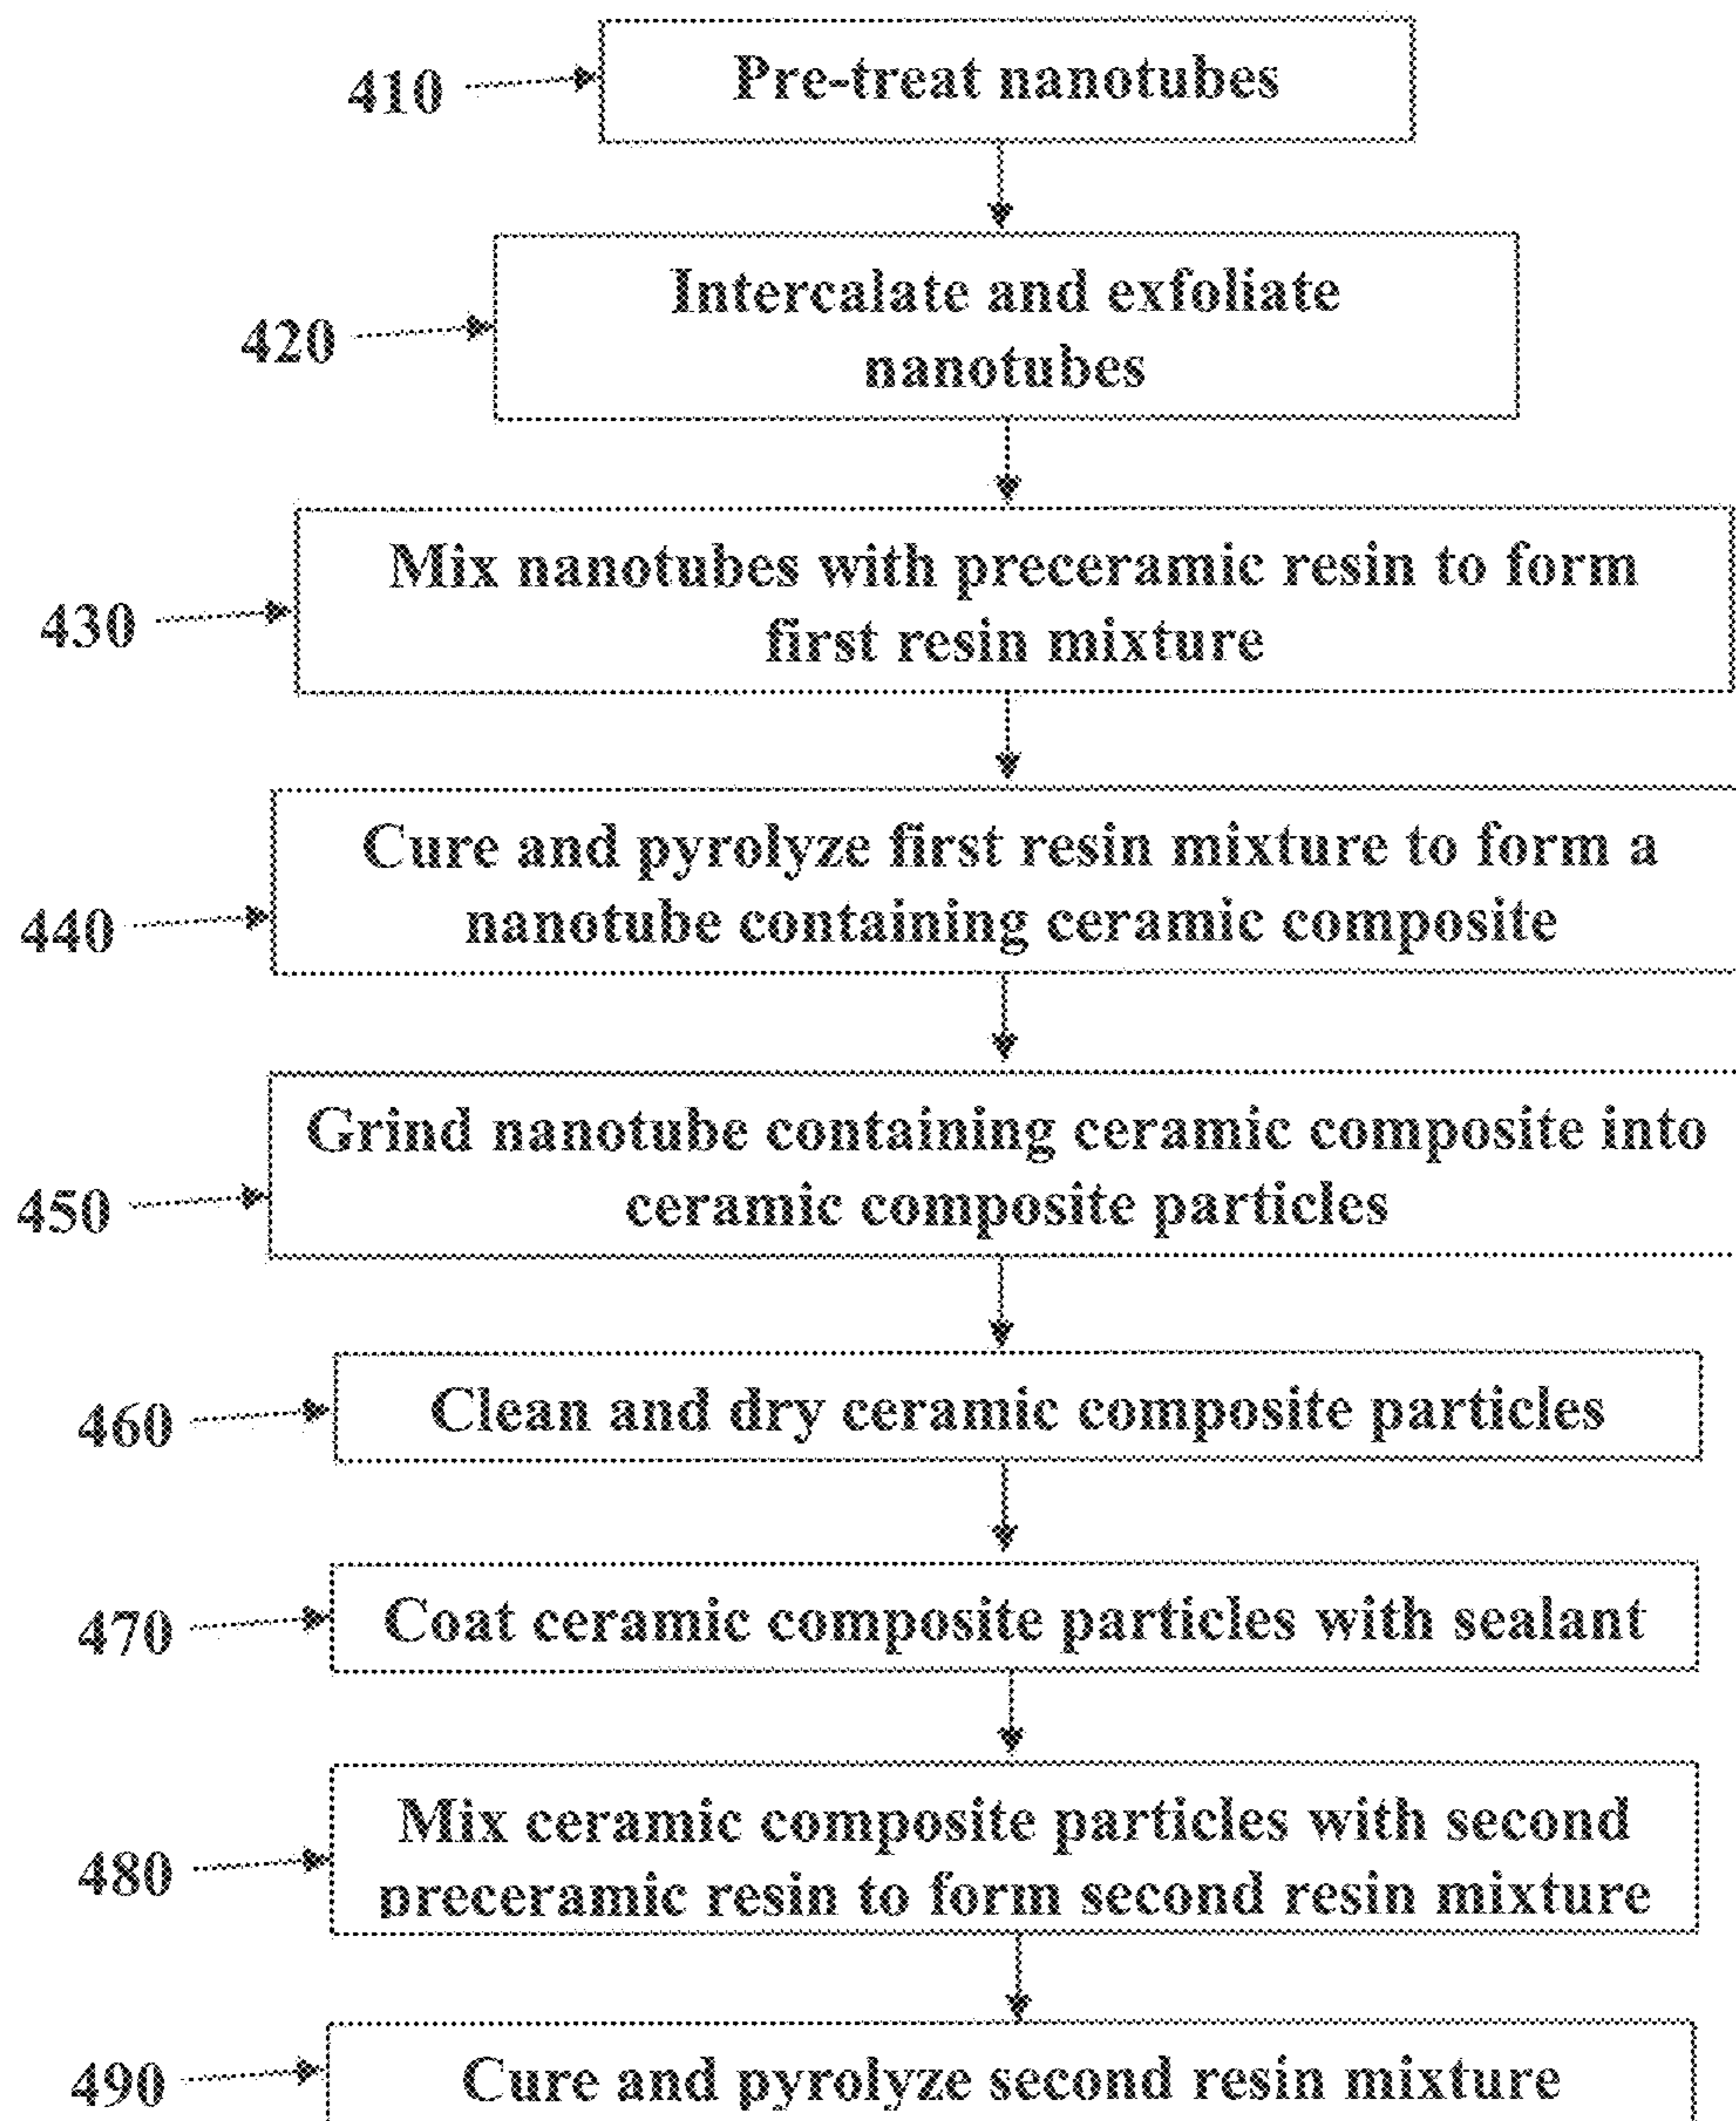 410
Pre-treat nanotubes
420
Intercalate and exfoliate
nanotubes
430
Mix nanotubes with preceramic resin to form
first resin mixture
440
Cure and pyrolyze first resin mixture to form a
nanotube containing ceramic composite
450
Grind nanotube containing ceramic composite into
ceramic composite particles
460
Clean and dry ceramic composite particles
470
Coat ceramic composite particles with sealant
480
Mix ceramic composite particles with second
preceramic resin to form second resin mixture
490
Cure and pyrolyze second resin mixture